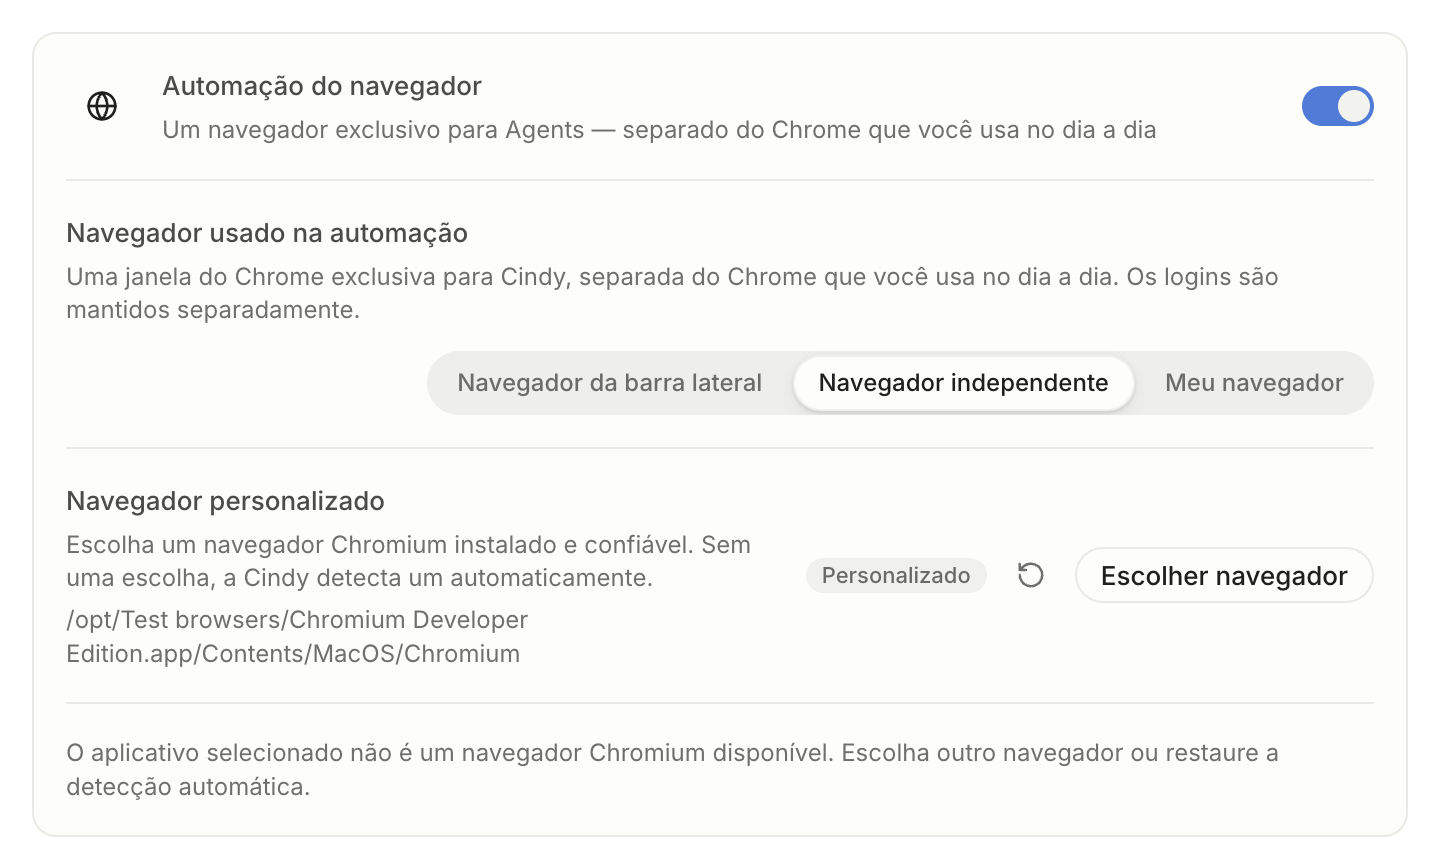 Automação do navegador
Um navegador exclusivo para Agents — separado do Chrome que você usa no dia a dia
Navegador usado na automação
Uma janela do Chrome exclusiva para Cindy, separada do Chrome que você usa no dia a dia. Os logins são
mantidos separadamente.
Navegador da barra lateral
Navegador independente
Meu navegador
Navegador personalizado
Escolha um navegador Chromium instalado e confiável. Sem
uma escolha, a Cindy detecta um automaticamente.
/opt/Test browsers/Chromium Developer
Edition.app/Contents/MacOS/Chromium
Personalizado
Escolher navegador
O aplicativo selecionado não é um navegador Chromium disponível. Escolha outro navegador ou restaure a
detecção automática.